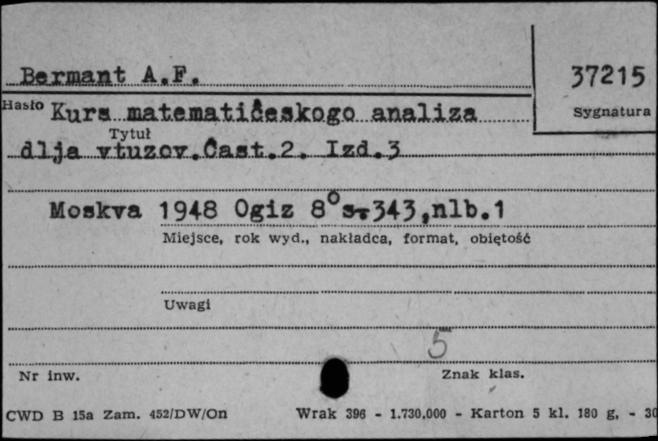 Bermant A.F.
37215
Hasło Kurs matematičeskogo analiza
Sygnatura
Tytuł
dlja vtuzov.Čast.2. Izd.3
Moskva 1948 Ogiz 8° s.343,nlb.1
Miejsce, rok wyd., nakładca, format, objętość
Uwagi
5
Nr inw.
Znak klas.
CWD B 15a Zam. 452/DW/On Wrak 396 - 1.730.000 - Karton 5 kl. 180 g, - 30